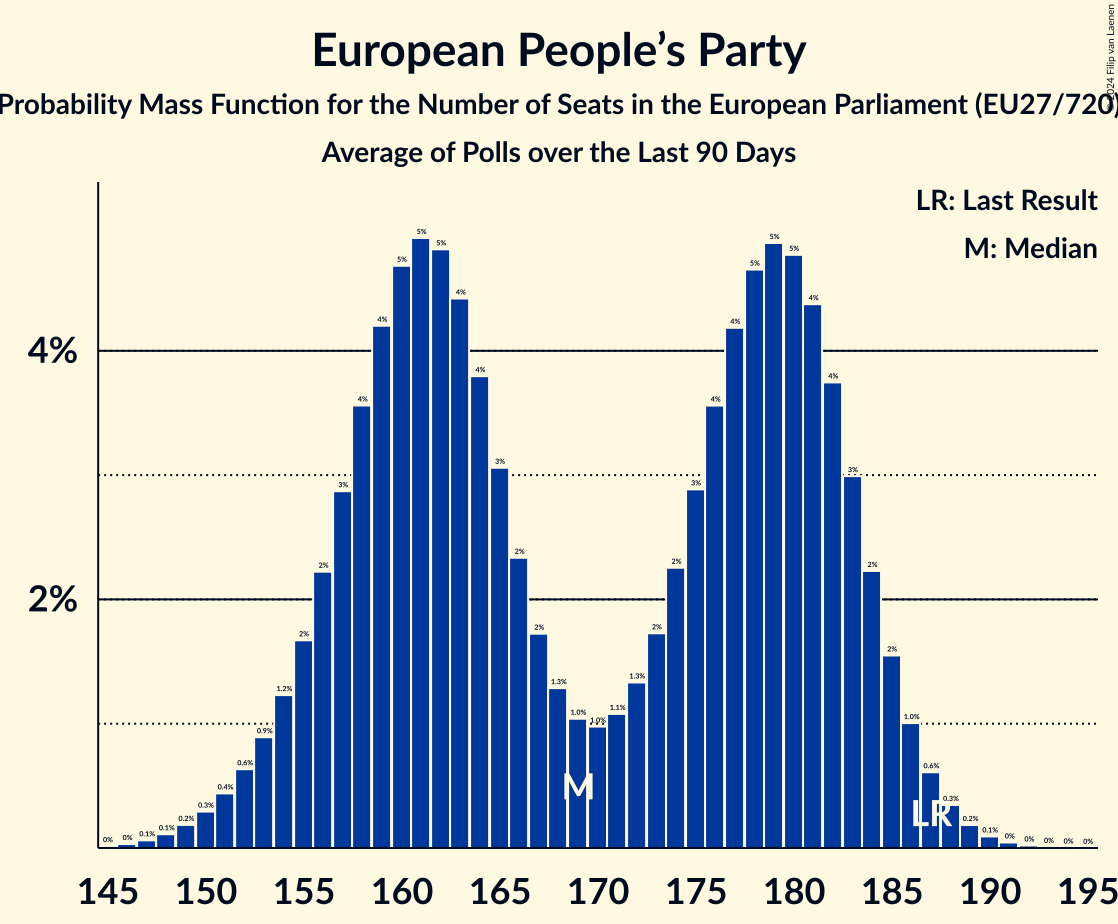 European People’s Party
Probability Mass Function for the Number of Seats in the European Parliament (EU27/720)
Average of Polls over the Last 90 Days
©2024 Filip van Laenen
LR: Last Result
M: Median
4%
2%
0% 0% 0.1% 0.1% 0.2% 0.3% 0.4% 0.6% 0.9% 1.2% 2% 2% 3% 4% 4% 5% 5% 5% 4% 4% 3% 2% 2% 1.3% 1.0% 1.0% 1.1% 1.3% 2% 2% 3% 4% 4% 5% 5% 5% 4% 4% 3% 2% 2% 1.0% 0.6% 0.3% 0.2% 0.1% 0% 0% 0% 0% 0%
M
LR
145 150 155 160 165 170 175 180 185 190 195